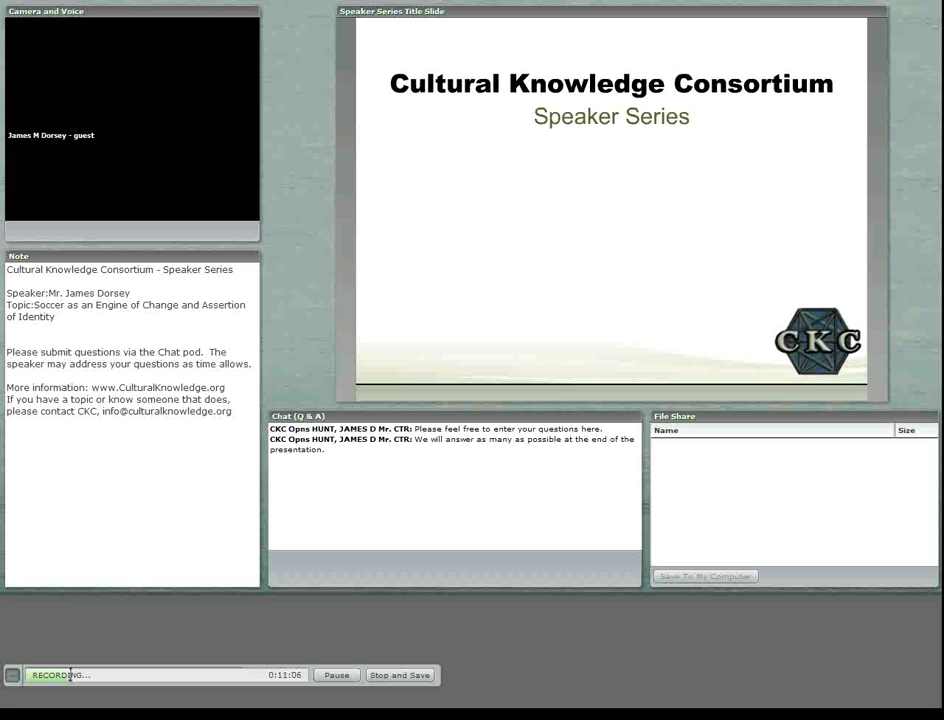 Camera and Voice
James M Dorsey - guest
Speaker Series Title Slide
Cultural Knowledge Consortium
Speaker Series
CKC
Note
Cultural Knowledge Consortium - Speaker Series
Speaker:Mr. James Dorsey
Topic:Soccer as an Engine of Change and Assertion
of Identity
Please submit questions via the Chat pod.  The
speaker may address your questions as time allows.
More information: www.CulturalKnowledge.org
If you have a topic or know someone that does,
please contact CKC, info@culturalknowledge.org
Chat (Q & A)
CKC Opns HUNT, JAMES D Mr. CTR: Please feel free to enter your questions here.
CKC Opns HUNT, JAMES D Mr. CTR: We will answer as many as possible at the end of the
presentation.
File Share
Name Size
Save To My Computer
RECORDING... 0:11:06 Pause Stop and Save